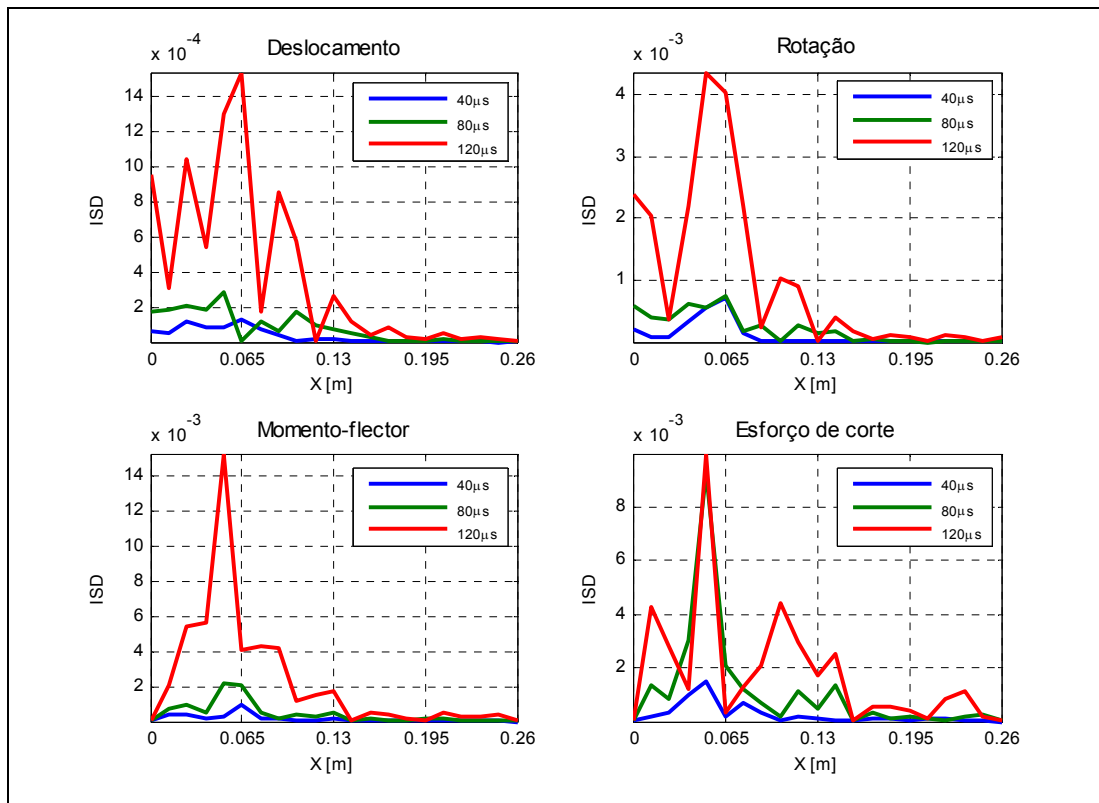 Deslocamento
x 10-4
ISD
14
12
10
8
6
4
2
0
0.065
0.13
0.195
0.26
X [m]
40μs
80μs
120μs
Rotação
x 10-3
ISD
4
3
2
1
0
0.065
0.13
0.195
0.26
X [m]
40μs
80μs
120μs
Momento-flector
x 10-3
ISD
14
12
10
8
6
4
2
0
0.065
0.13
0.195
0.26
X [m]
40μs
80μs
120μs
Esforço de corte
x 10-3
ISD
8
6
4
2
0
0.065
0.13
0.195
0.26
X [m]
40μs
80μs
120μs